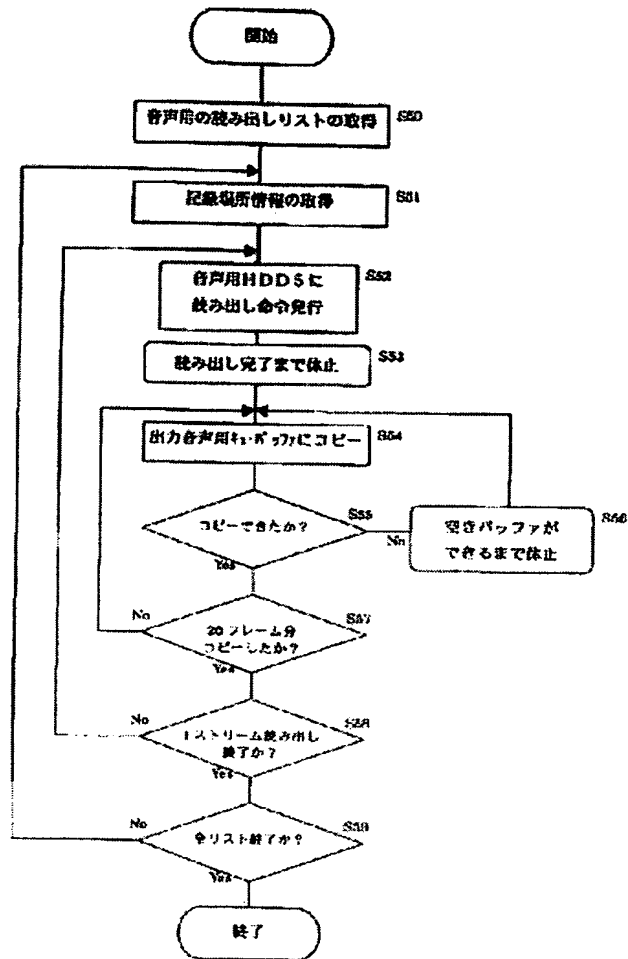 開始
音声用の読み出しリストの取得
S50
記録場所情報の取得
S51
音声用HDD5に
読み出し命令発行
S52
読み出し完了まで休止
S53
出力音声用ｷｭｰﾊﾞｯﾌｧにコピー
S54
コピーできたか?
S55
No
Yes
空きバッファが
できるまで休止
S56
20フレーム分
コピーしたか?
S57
No
Yes
1ストリーム読み出し
終了か?
S58
No
Yes
全リスト終了か?
S59
No
Yes
終了